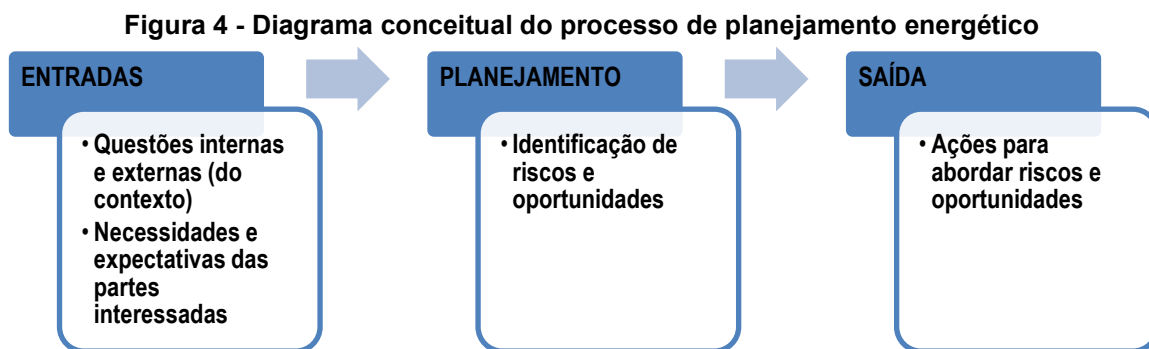 Figura 4 - Diagrama conceitual do processo de planejamento energético
ENTRADAS
• Questões internas
e externas (do
contexto)
• Necessidades e
expectativas das
partes
interessadas
PLANEJAMENTO
• Identificação de
riscos e
oportunidades
SAÍDA
• Ações para
abordar riscos e
oportunidades